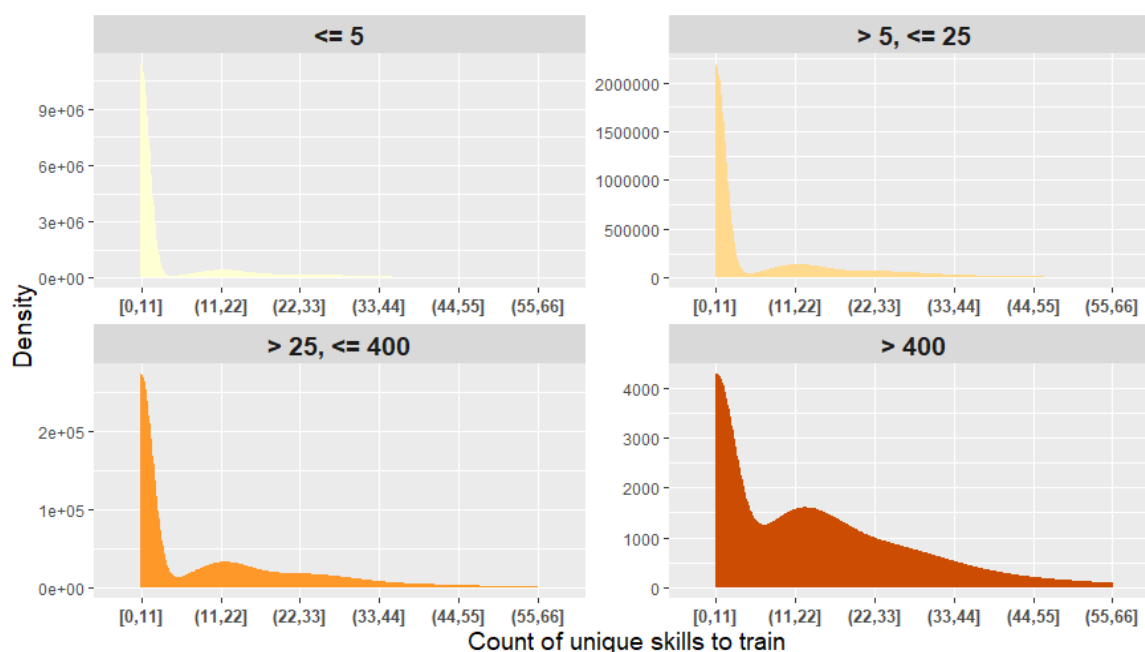 <= 5
9e+06
6e+06
3e+06
0e+00
[0,11] (11,22] (22,33] (33,44] (44,55] (55,66]
> 5, <= 25
2000000
1500000
1000000
500000
0
[0,11] (11,22] (22,33] (33,44] (44,55] (55,66]
Density
> 25, <= 400
2e+05
1e+05
0e+00
[0,11] (11,22] (22,33] (33,44] (44,55] (55,66]
> 400
4000
3000
2000
1000
0
[0,11] (11,22] (22,33] (33,44] (44,55] (55,66]
Count of unique skills to train